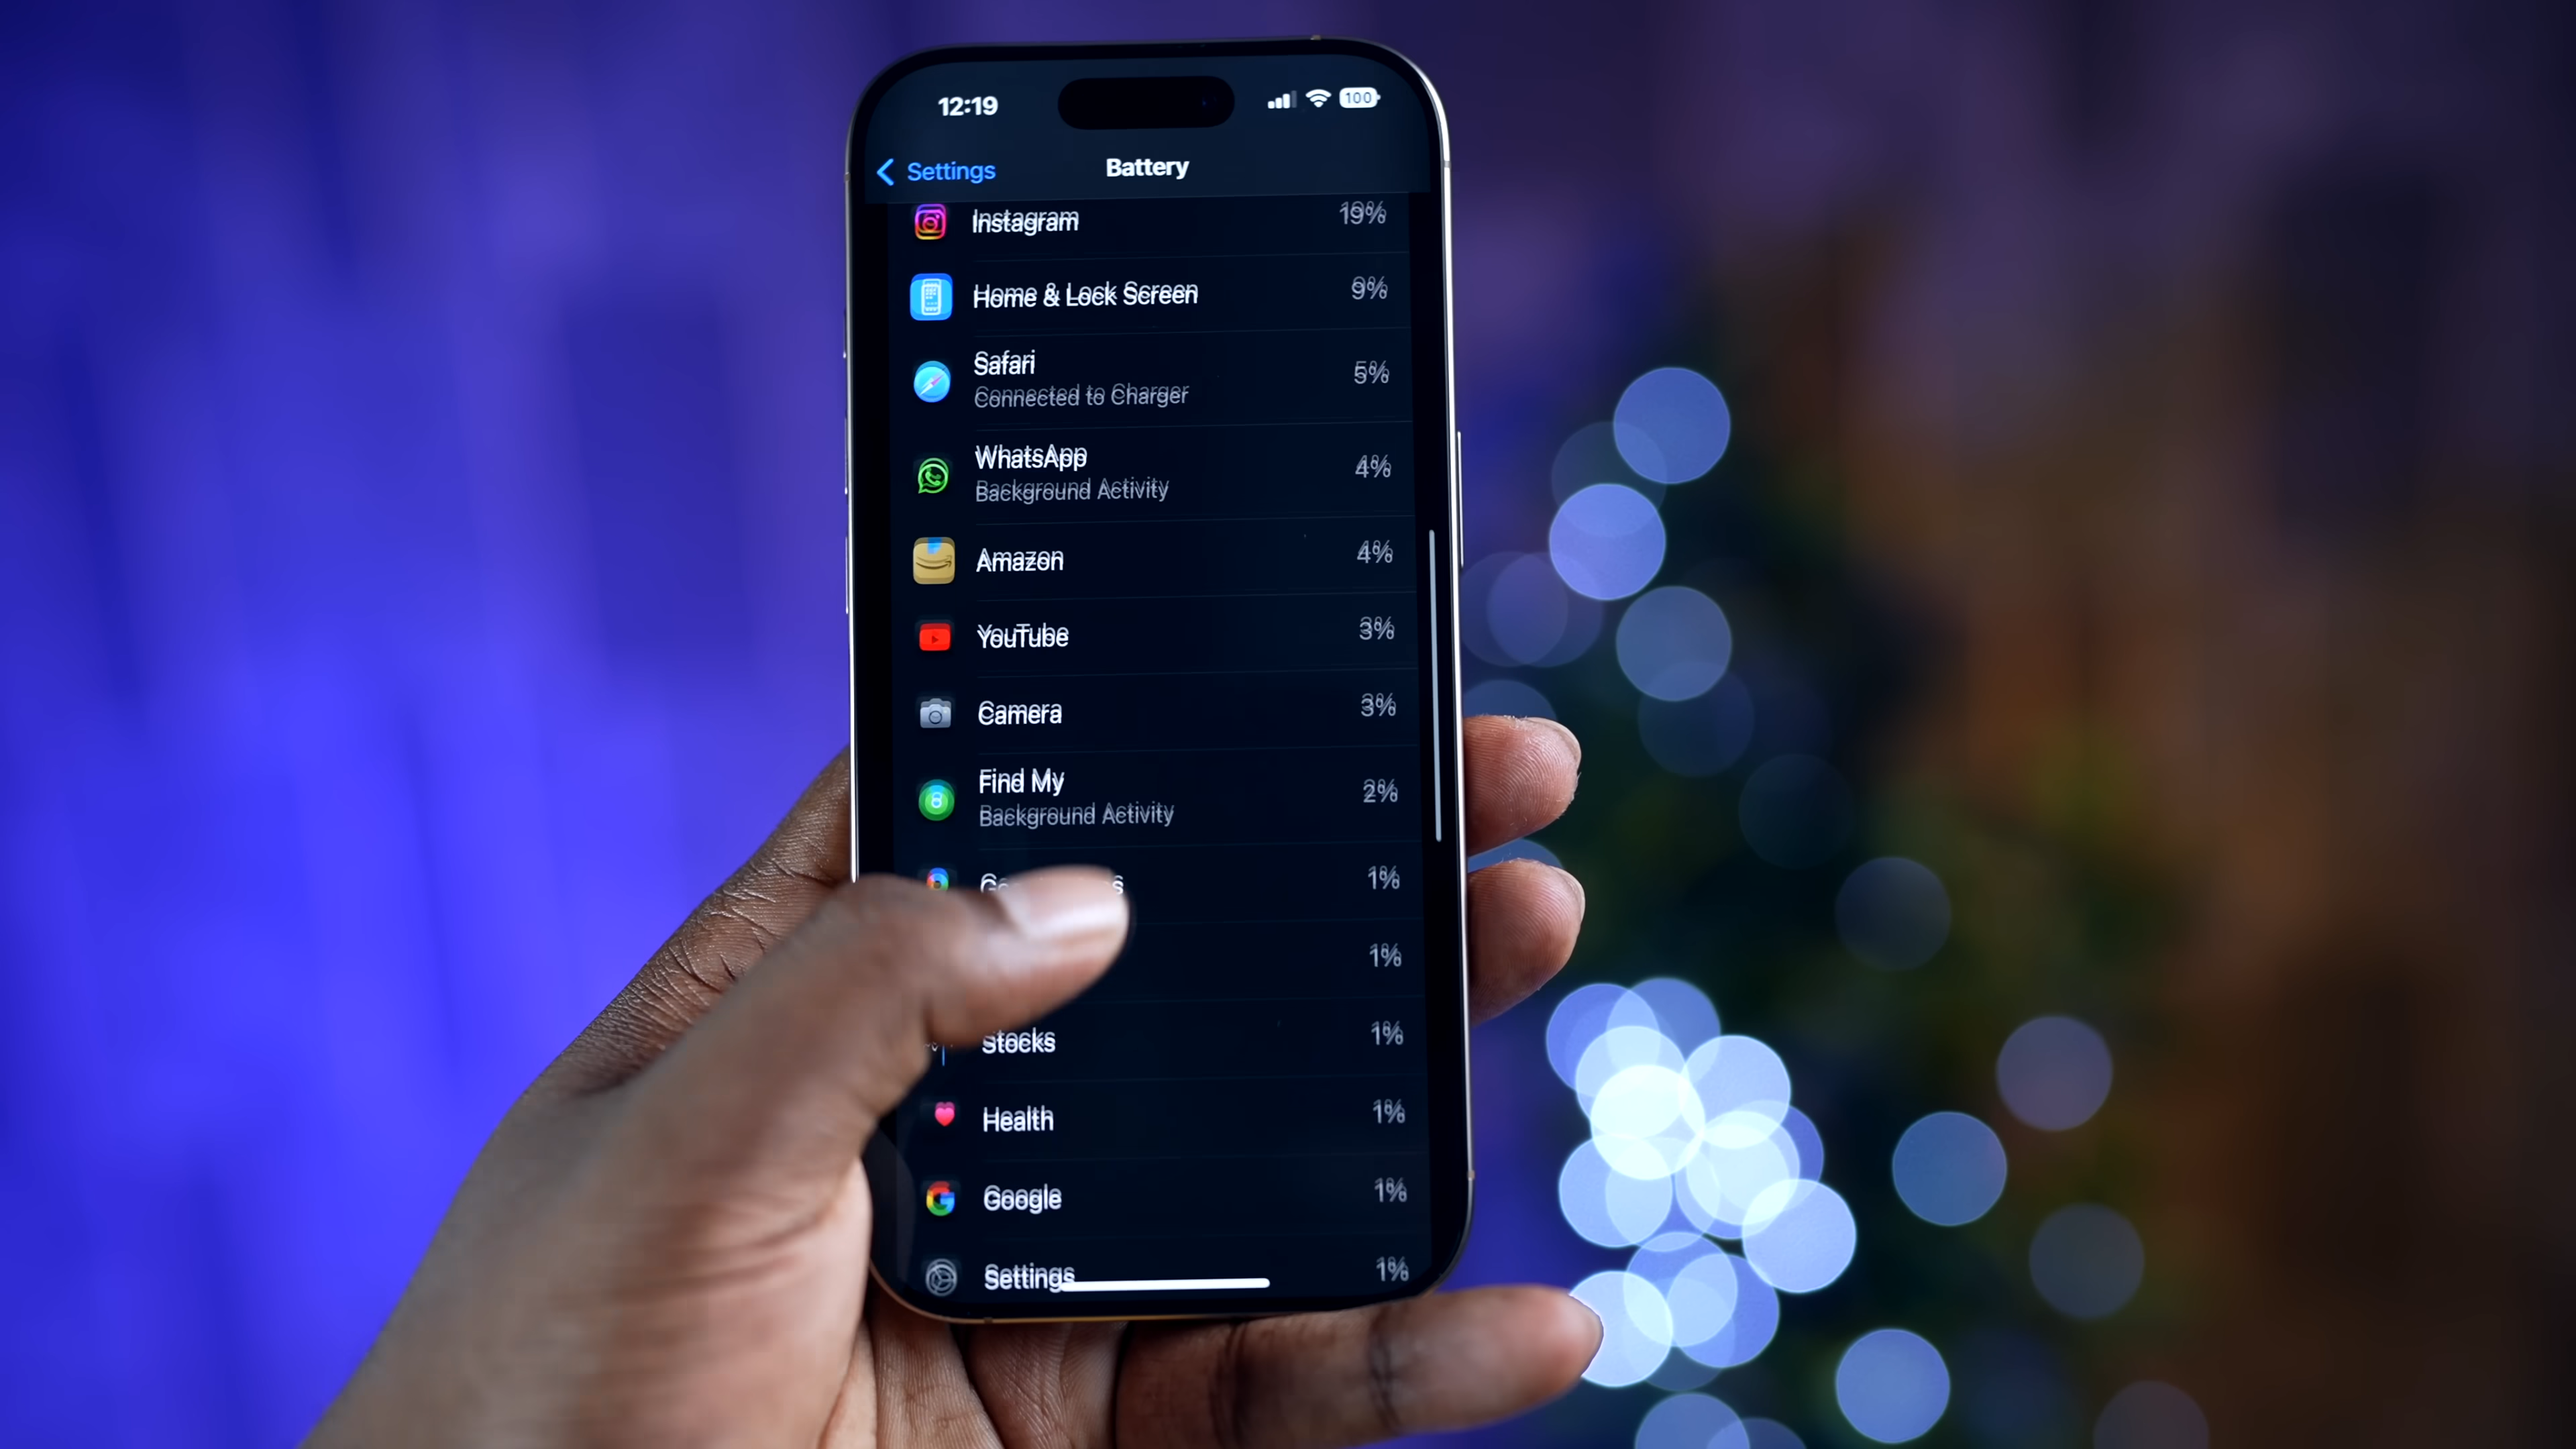 12:19
100
Settings
Battery
Instagram
19%
Home & Lock Screen
9%
Safari
5%
Connected to Charger
WhatsApp
4%
Background Activity
Amazon
4%
YouTube
3%
Camera
3%
Find My
2%
Background Activity
1%
1%
Stocks
1%
Health
1%
Google
1%
Settings
1%